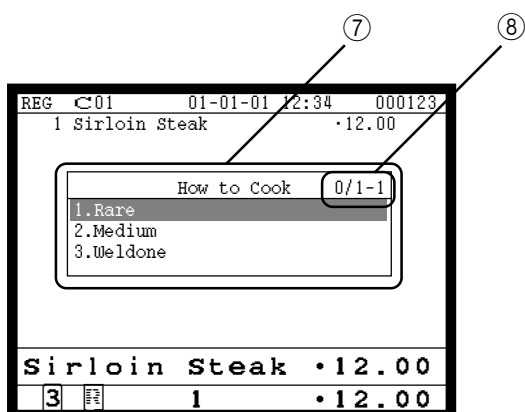 ⑦ ⑧
REG C01 01-01-01 12:34 000123
1 Sirloin Steak ·12.00
How to Cook 0/1-1
1.Rare
2.Medium
3.Weldone
Sirloin Steak ·12.00
3 R 1 ·12.00